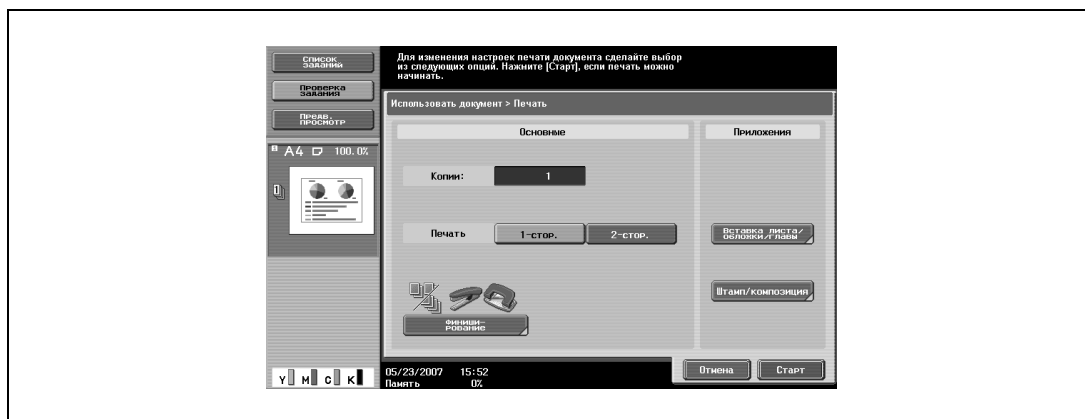 Список
заданий
Проверка
задания
Предв.
просмотр
A4 100.0%
1
Y M C K
Для изменения настроек печати документа сделайте выбор
из следующих опций. Нажмите [Старт], если печать можно
начинать.
Использовать документ > Печать
Основные
Копии: 1
Печать 1-стор. 2-стор.
Финици-
рование
Приложения
Вставка листа/
обложки/главы
Штамп/композиция
05/23/2007 15:52
Память 0%
Отмена Старт